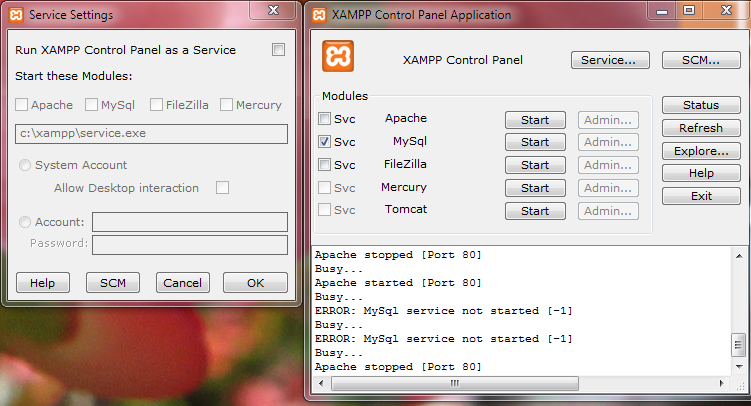 Service Settings
Run XAMPP Control Panel as a Service
Start these Modules:
Apache MySql FileZilla Mercury
c:\xampp\service.exe
System Account
Allow Desktop interaction
Account:
Password:
Help SCM Cancel OK
XAMPP Control Panel Application
XAMPP Control Panel Service... SCM...
Modules
Svc Apache Start Admin...
Svc MySql Start Admin...
Svc FileZilla Start Admin...
Svc Mercury Start Admin...
Svc Tomcat Start Admin...
Status
Refresh
Explore...
Help
Exit
Apache stopped [Port 80]
Busy...
Apache started [Port 80]
Busy...
ERROR: MySql service not started [-1]
Busy...
ERROR: MySql service not started [-1]
Busy...
Apache stopped [Port 80]